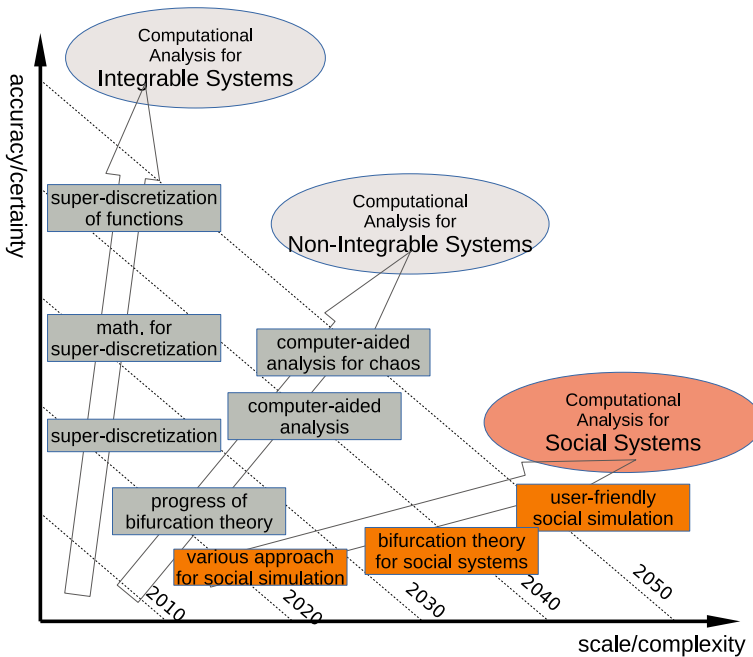 Computational
Analysis for
Integrable Systems
accuracy/certainty
super-discretization
of functions
Computational
Analysis for
Non-Integrable Systems
math. for
super-discretization
computer-aided
analysis for chaos
super-discretization
computer-aided
analysis
Computational
Analysis for
Social Systems
progress of
bifurcation theory
user-friendly
social simulation
various approach
for social simulation
bifurcation theory
for social systems
2010
2020
2030
2040
2050
scale/complexity